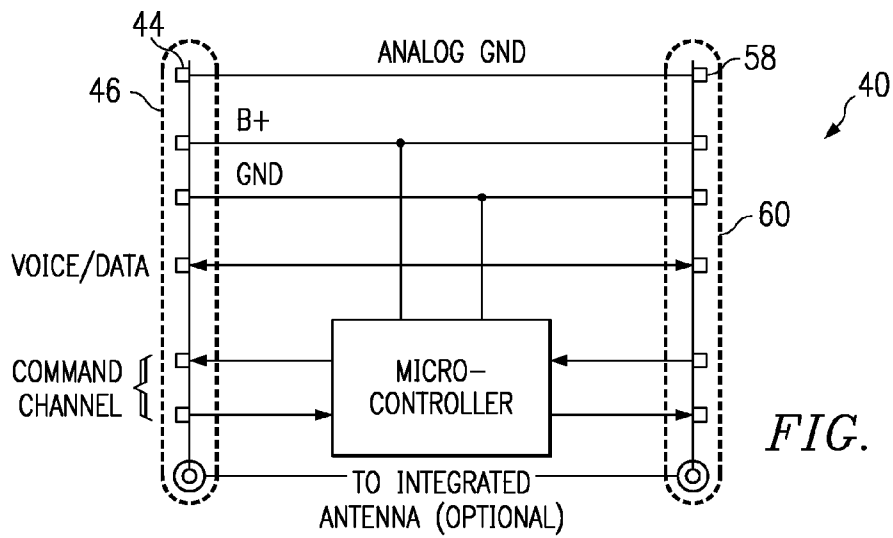 44
ANALOG GND
58
46
40
B+
GND
60
VOICE/DATA
COMMAND
CHANNEL
MICRO-
CONTROLLER
FIG.
TO INTEGRATED
ANTENNA (OPTIONAL)